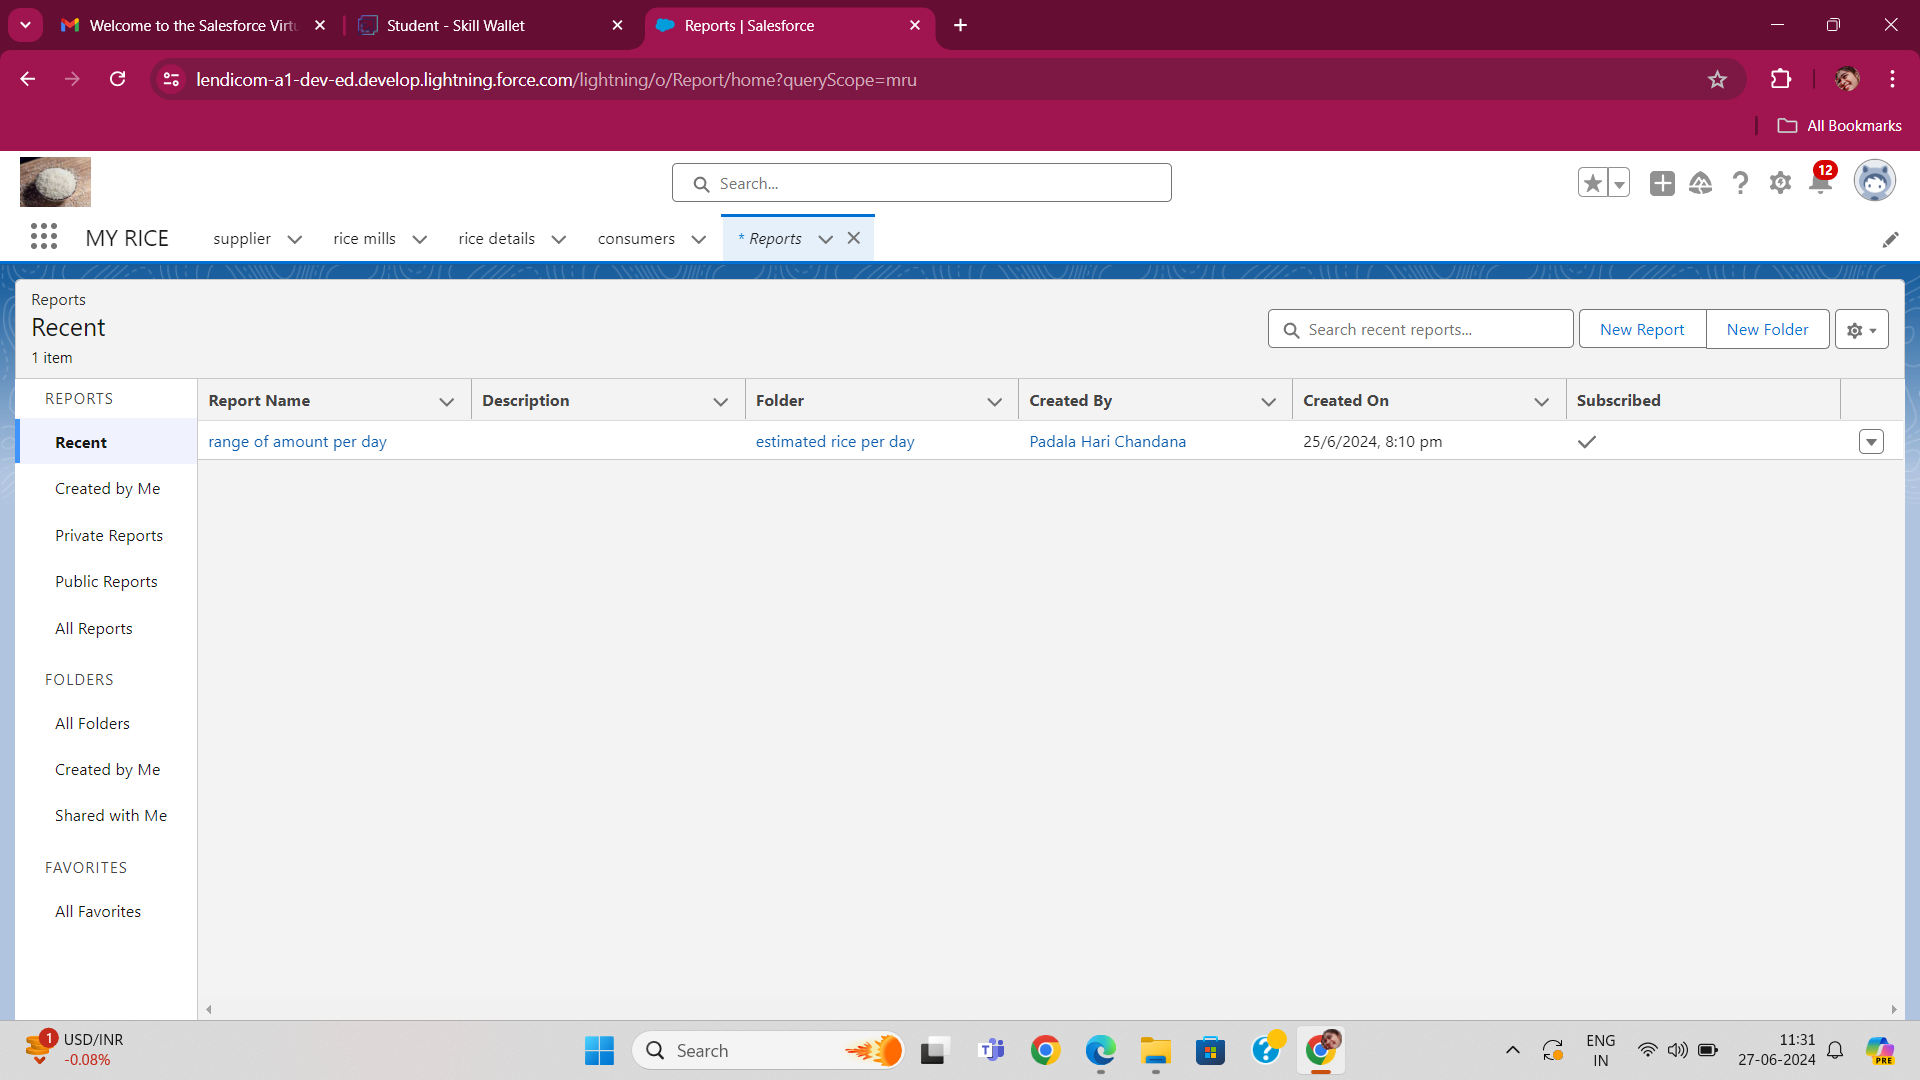 Welcome to the Salesforce Virtu
Student - Skill Wallet
Reports | Salesforce
lendicom-a1-dev-ed.develop.lightning.force.com/lightning/o/Report/home?queryScope=mru
All Bookmarks
Search...
12
MY RICE
supplier
rice mills
rice details
consumers
* Reports
Reports
Recent
1 item
Search recent reports...
New Report
New Folder
REPORTS
Report Name
Description
Folder
Created By
Created On
Subscribed
Recent
range of amount per day
estimated rice per day
Padala Hari Chandana
25/6/2024, 8:10 pm
Created by Me
Private Reports
Public Reports
All Reports
FOLDERS
All Folders
Created by Me
Shared with Me
FAVORITES
All Favorites
1
USD/INR
-0.08%
Search
ENG
IN
11:31
27-06-2024
PRE